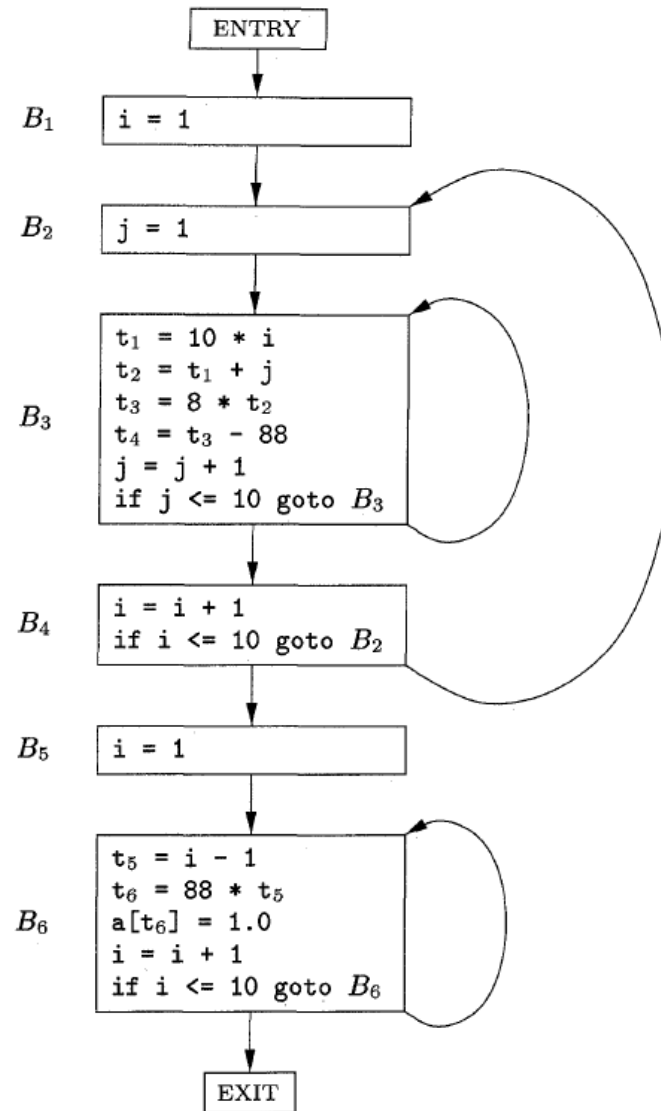 ENTRY
B₁
i = 1
B₂
j = 1
B₃
t₁ = 10 * i
t₂ = t₁ + j
t₃ = 8 * t₂
t₄ = t₃ - 88
j = j + 1
if j <= 10 goto B₃
B₄
i = i + 1
if i <= 10 goto B₂
B₅
i = 1
B₆
t₅ = i - 1
t₆ = 88 * t₅
a[t₆] = 1.0
i = i + 1
if i <= 10 goto B₆
EXIT